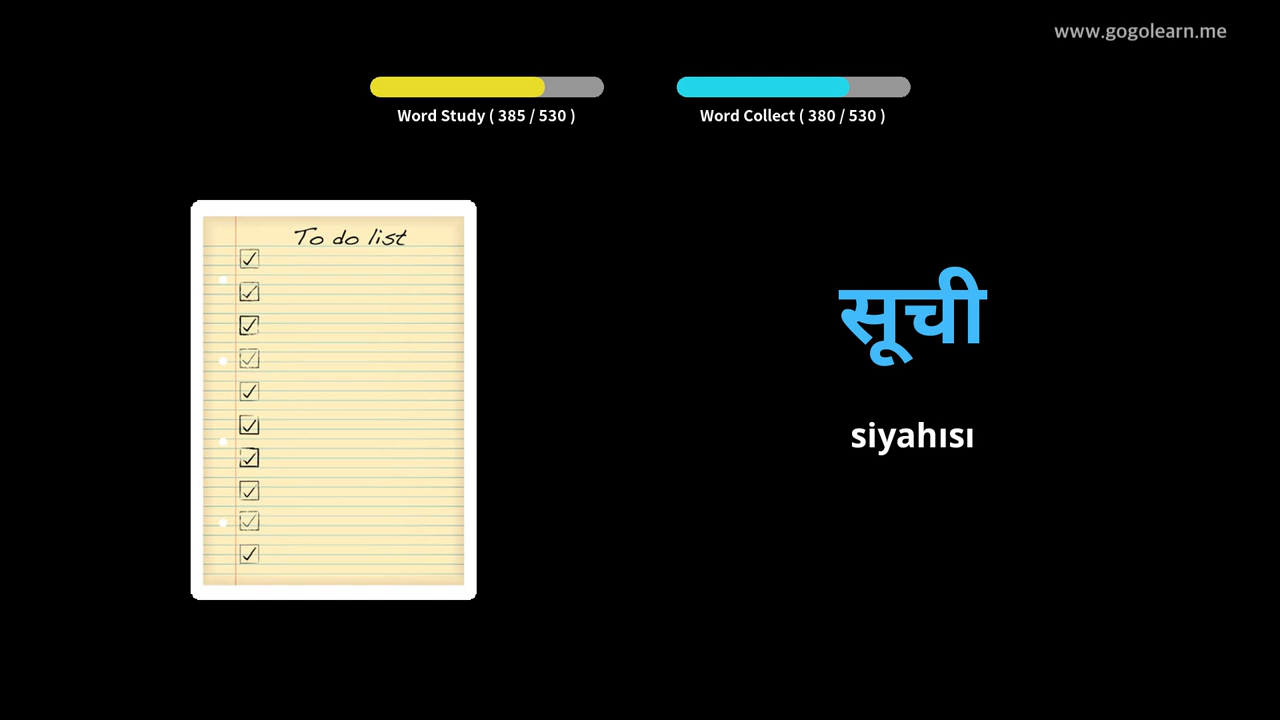 www.gogolearn.me
Word Study ( 385 / 530 )
Word Collect ( 380 / 530 )
To do list
सूची
siyahısı